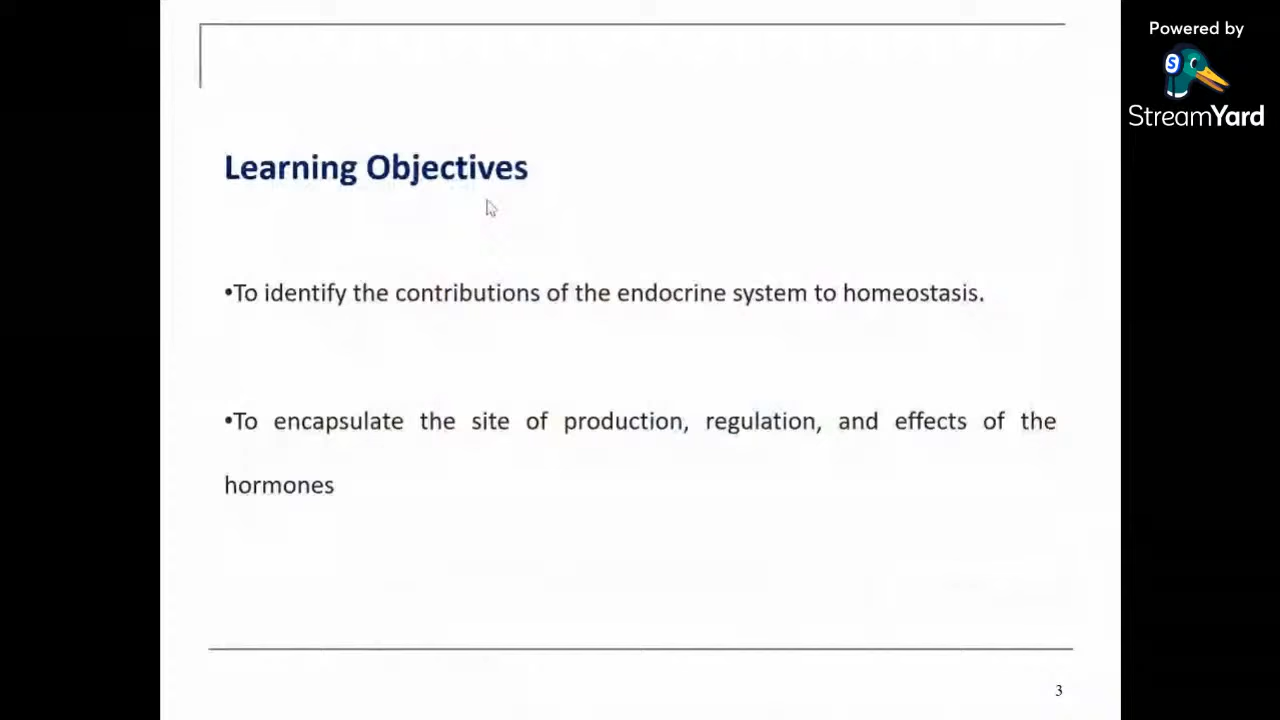 Powered by
StreamYard
Learning Objectives
•To identify the contributions of the endocrine system to homeostasis.
•To encapsulate the site of production, regulation, and effects of the
hormones
3